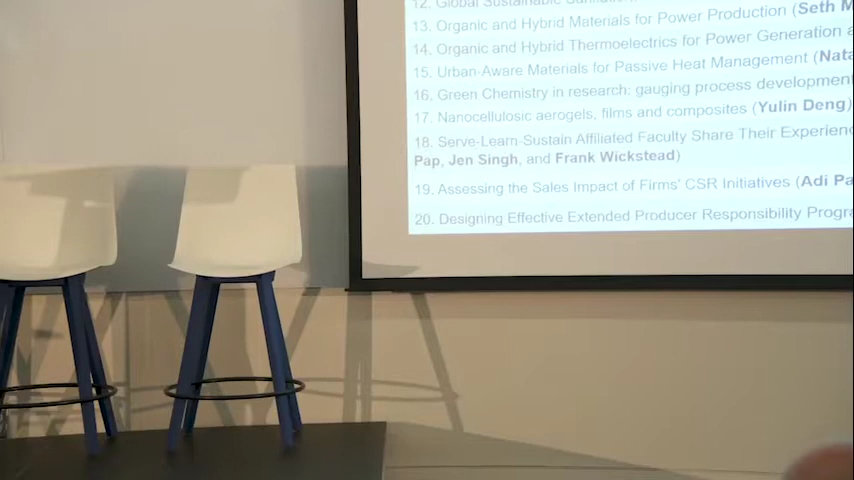 12. Global Sustainable
13. Organic and Hybrid Materials for Power Production (Seth M
14. Organic and Hybrid Thermoelectrics for Power Generation a
15. Urban-Aware Materials for Passive Heat Management (Nata
16. Green Chemistry in research: gauging process development
17. Nanocellulosic aerogels, films and composites (Yulin Deng)
18. Serve-Learn-Sustain Affiliated Faculty Share Their Experienc
Pap, Jen Singh, and Frank Wickstead)
19. Assessing the Sales Impact of Firms' CSR Initiatives (Adi Pa
20. Designing Effective Extended Producer Responsibility Progra